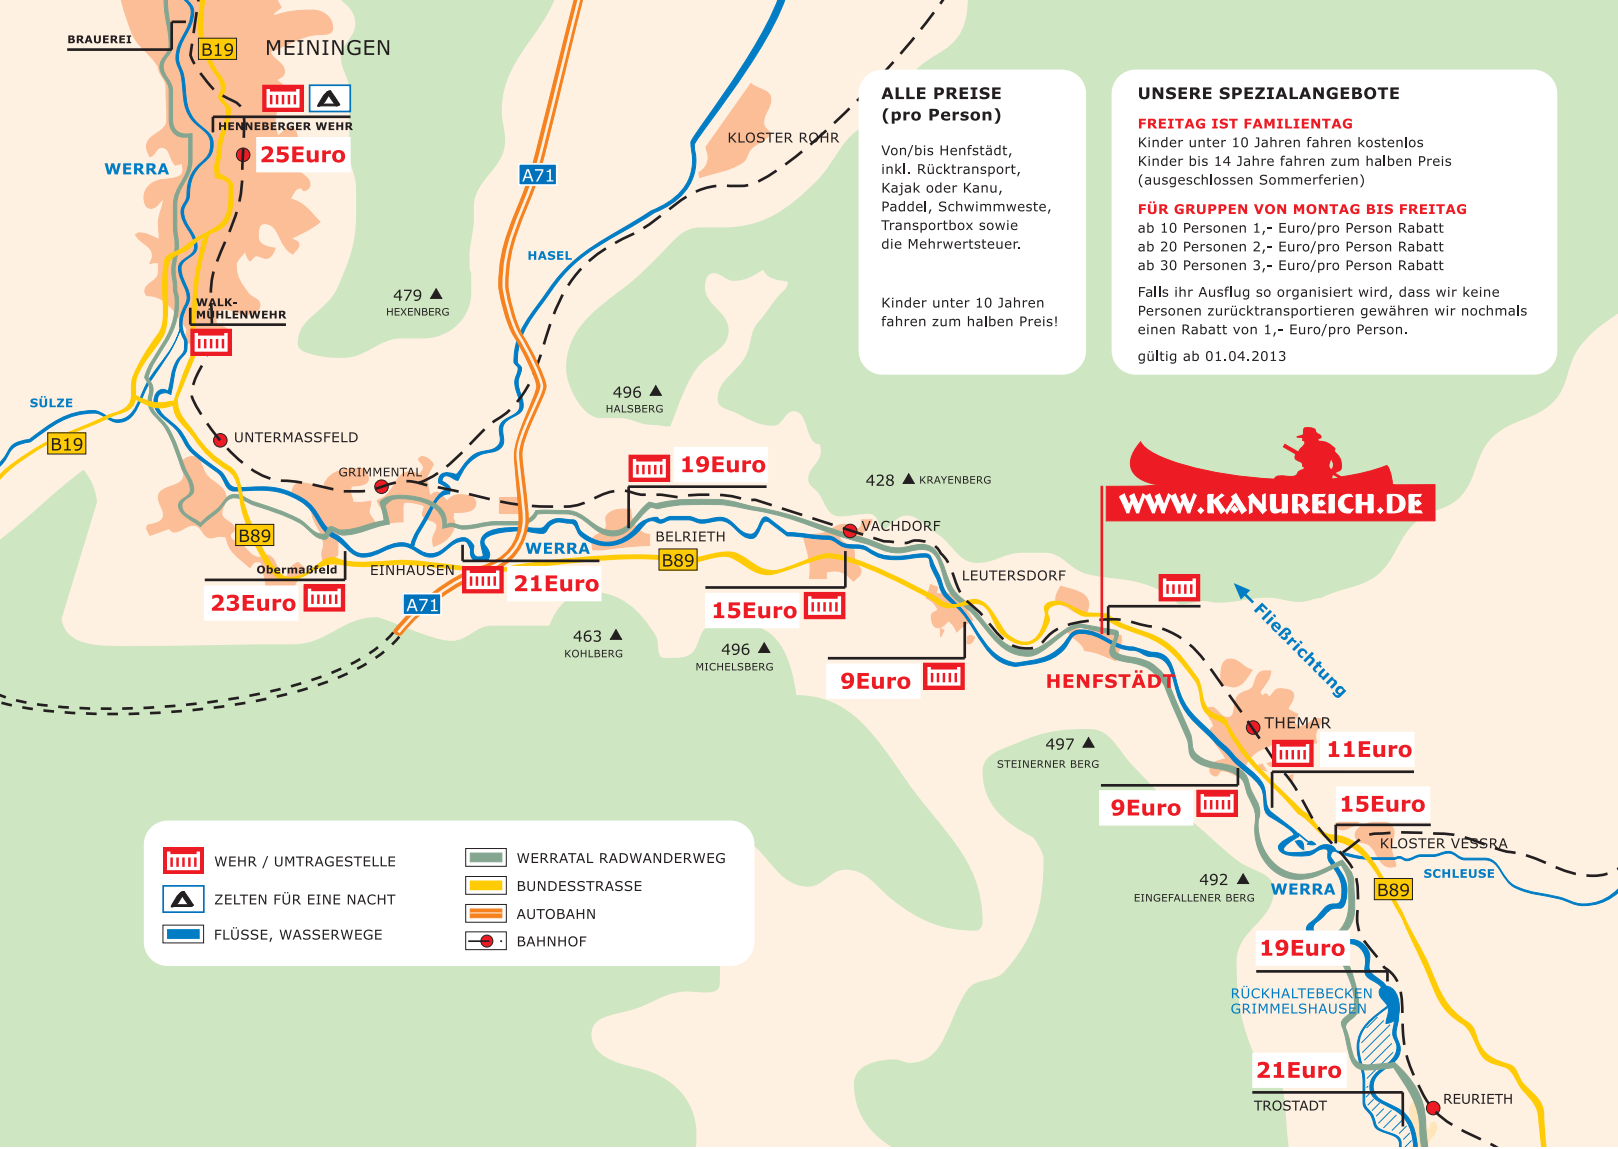 BRAUEREI
B19
MEININGEN
HENNEBERGER WEHR
25Euro
WERRA
WALK-
MÜHLENWEHR
SÜLZE
B19
UNTERMASSFELD
GRIMMENTAL
B89
Obermaßfeld
23Euro
EINHAUSEN
A71
21Euro
WERRA
A71
HASEL
479
HEXENBERG
KLOSTER ROHR
496
HALSBERG
19Euro
BELRIETH
B89
428 KRAYENBERG
VACHDORF
15Euro
463
KOHLBERG
496
MICHELSBERG
LEUTERSDORF
9Euro
ALLE PREISE
(pro Person)
Von/bis Henfstädt,
inkl. Rücktransport,
Kajak oder Kanu,
Paddel, Schwimmweste,
Transportbox sowie
die Mehrwertsteuer.
Kinder unter 10 Jahren
fahren zum halben Preis!
UNSERE SPEZIALANGEBOTE
FREITAG IST FAMILIENTAG
Kinder unter 10 Jahren fahren kostenlos
Kinder bis 14 Jahre fahren zum halben Preis
(ausgeschlossen Sommerferien)
FÜR GRUPPEN VON MONTAG BIS FREITAG
ab 10 Personen 1,- Euro/pro Person Rabatt
ab 20 Personen 2,- Euro/pro Person Rabatt
ab 30 Personen 3,- Euro/pro Person Rabatt
Falls ihr Ausflug so organisiert wird, dass wir keine
Personen zurücktransportieren gewähren wir nochmals
einen Rabatt von 1,- Euro/pro Person.
gültig ab 01.04.2013
WWW.KANUREICH.DE
Fließrichtung
HENFSTÄDT
THEMAR
497
STEINERNER BERG
11Euro
9Euro
15Euro
KLOSTER VESSRA
SCHLEUSE
B89
492
EINGEFALLENER BERG
WERRA
19Euro
RÜCKHALTEBECKEN
GRIMMELSHAUSEN
21Euro
TROSTADT
REURIETH
WEHR / UMTRAGESTELLE
ZELTEN FÜR EINE NACHT
FLÜSSE, WASSERWEGE
WERRATAL RADWANDERWEG
BUNDESSTRASSE
AUTOBAHN
BAHNHOF